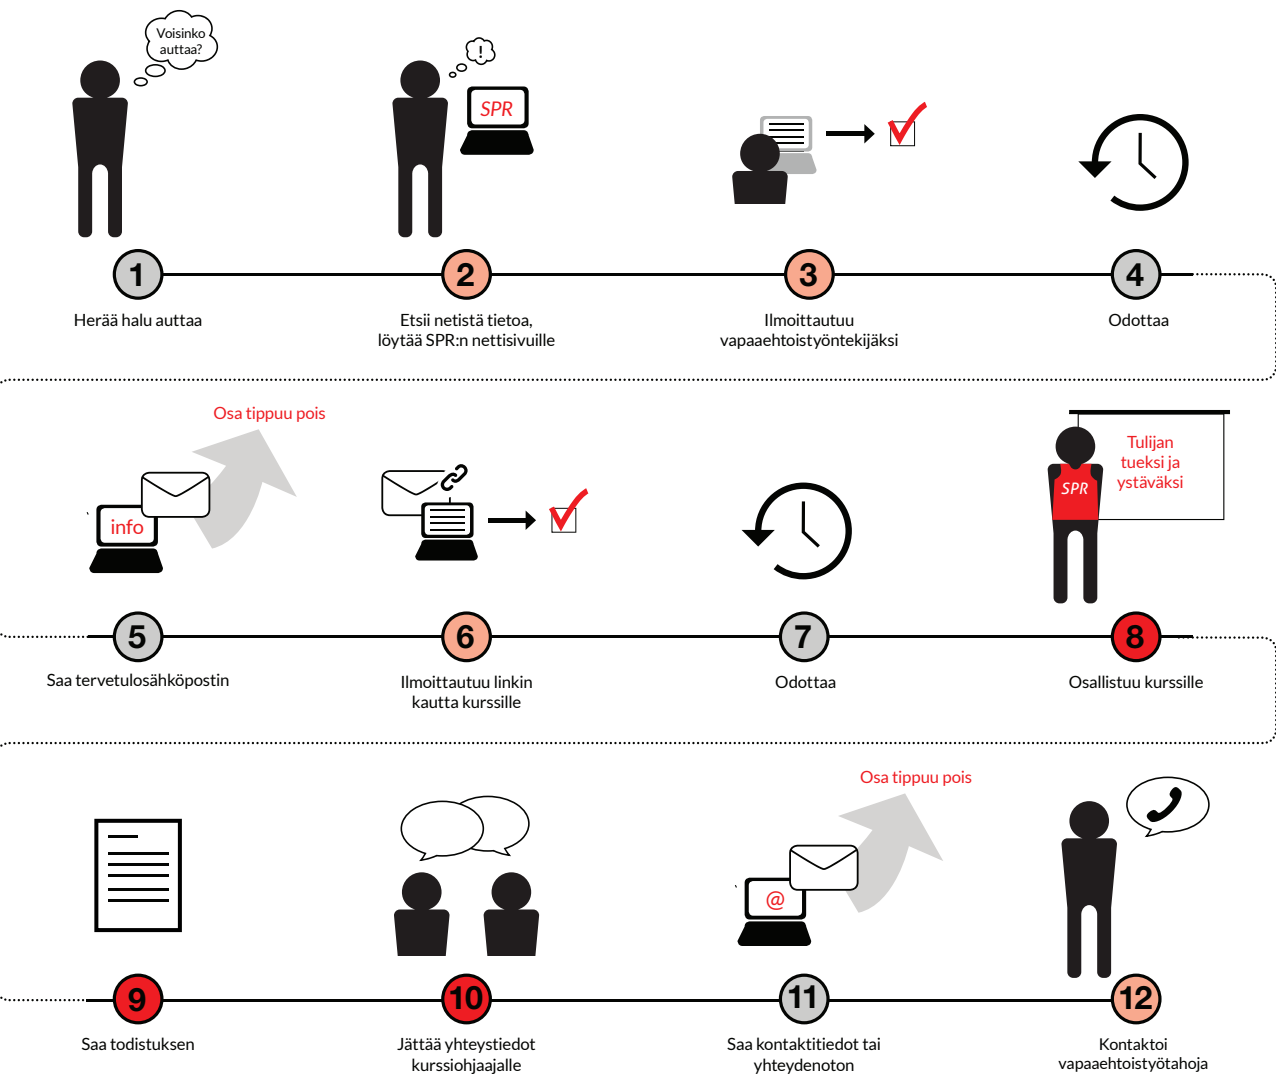 Voisinko
auttaa?
!
SPR
1
2
3
4
Herää halu auttaa
Etsii netistä tietoa,
löytää SPR:n nettisivuille
Ilmoittautuu
vapaaehtoistyöntekijäksi
Odottaa
Osa tippuu pois
info
Tulijan
tueksi ja
ystäväksi
SPR
5
6
7
8
Saa tervetulosähköpostin
Ilmoittautuu linkin
kautta kurssille
Odottaa
Osallistuu kurssille
Osa tippuu pois
@
9
10
11
12
Saa todistuksen
Jättää yhteystiedot
kurssiohjaajalle
Saa kontaktitiedot tai
yhteydenoton
Kontaktoi
vapaaehtoistyötahoja